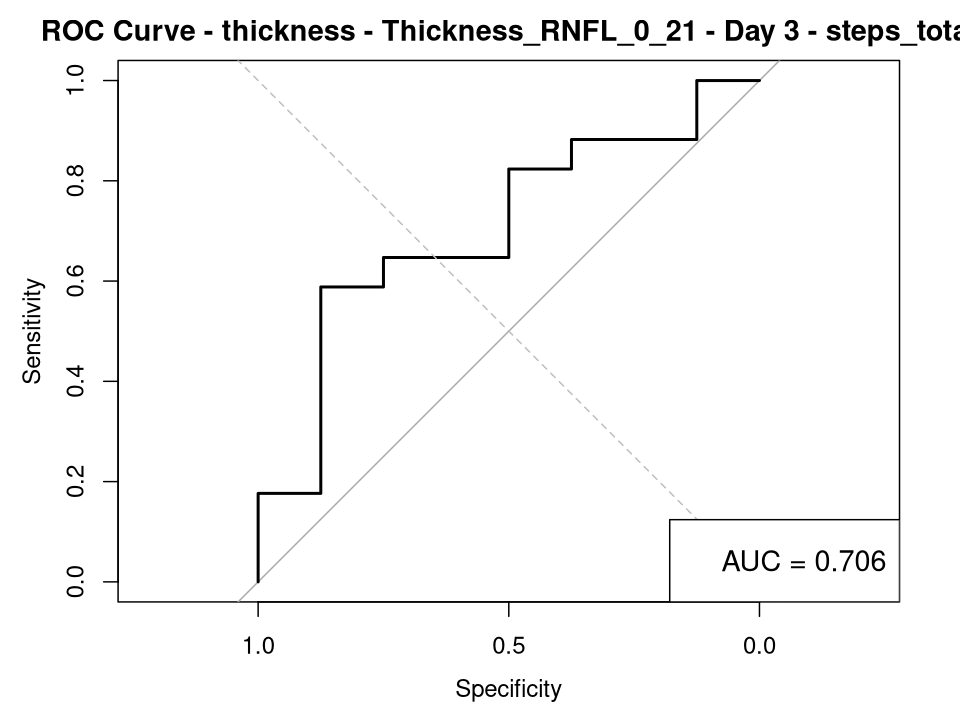 ROC Curve - thickness - Thickness_RNFL_0_21 - Day 3 - steps_tota
1.0
0.8
0.6
0.4
0.2
0.0
Sensitivity
AUC = 0.706
1.0 0.5 0.0
Specificity